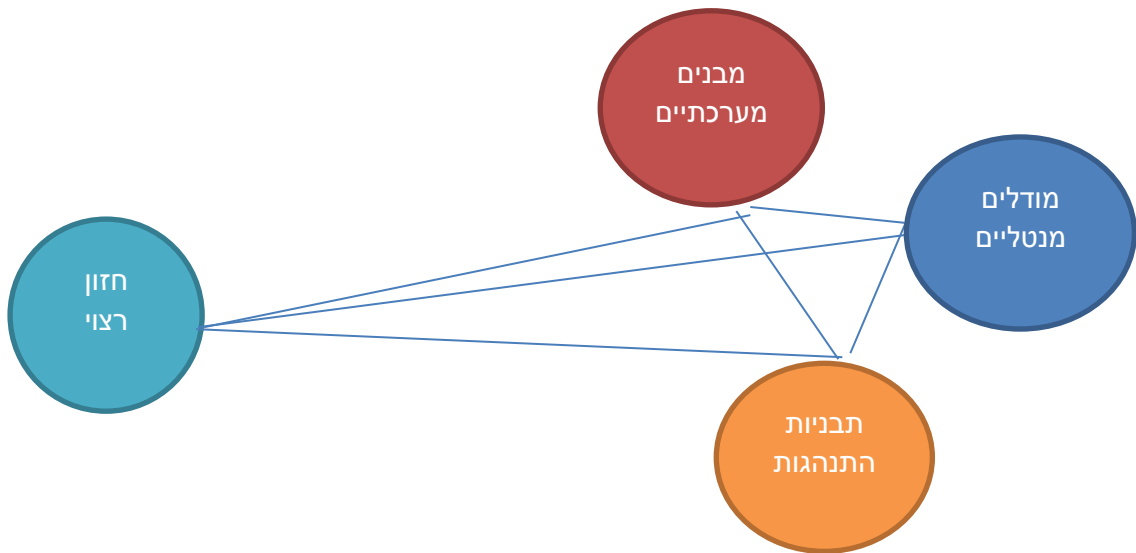 מבנים
מערכתיים
מודלים
מנטליים
חזון
רצוי
תבניות
התנהגות